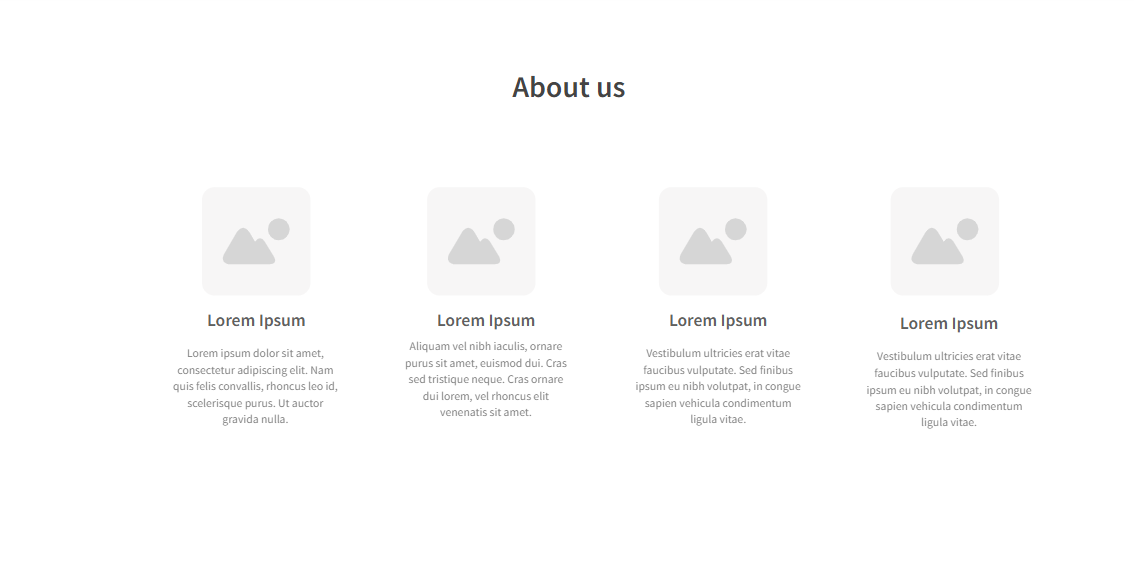 About us
Lorem Ipsum
Lorem ipsum dolor sit amet,
consectetur adipiscing elit. Nam
quis felis convallis, rhoncus leo id,
scelerisque purus. Ut auctor
gravida nulla.
Lorem Ipsum
Aliquam vel nibh iaculis, ornare
purus sit amet, euismod dui. Cras
sed tristique neque. Cras ornare
dui lorem, vel rhoncus elit
venenatis sit amet.
Lorem Ipsum
Vestibulum ultricies erat vitae
faucibus vulputate. Sed finibus
ipsum eu nibh volutpat, in congue
sapien vehicula condimentum
ligula vitae.
Lorem Ipsum
Vestibulum ultricies erat vitae
faucibus vulputate. Sed finibus
ipsum eu nibh volutpat, in congue
sapien vehicula condimentum
ligula vitae.